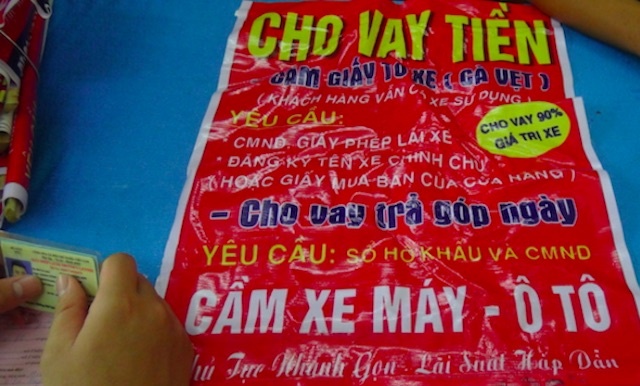 CHO VAY TIỀN
- CẦM GIẤY TỜ XE ( CÀ VẸT )
( KHÁCH HÀNG VẪN CÓ XE SỬ DỤNG )
YÊU CẦU:
CHO VAY 90%
GIÁ TRỊ XE
CMND, GIẤY PHÉP LÁI XE
ĐĂNG KÝ TÊN XE CHÍNH CHỦ
( HOẶC GIẤY MUA BÁN CỦA CỬA HÀNG )
- Cho vay trả góp ngày
YÊU CẦU: SỔ HỘ KHẨU VÀ CMND
CẦM XE MÁY - Ô TÔ
Thủ Tục Nhanh Gọn - Lãi Suất Hấp Dẫn